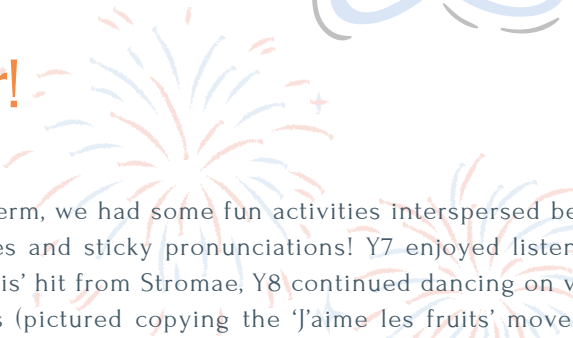 r!
erm, we had some fun activities interspersed be
es and sticky pronunciations! Y7 enjoyed listen
is’ hit from Stromae, Y8 continued dancing on v
s (pictured copying the ‘J’aime les fruits’ move